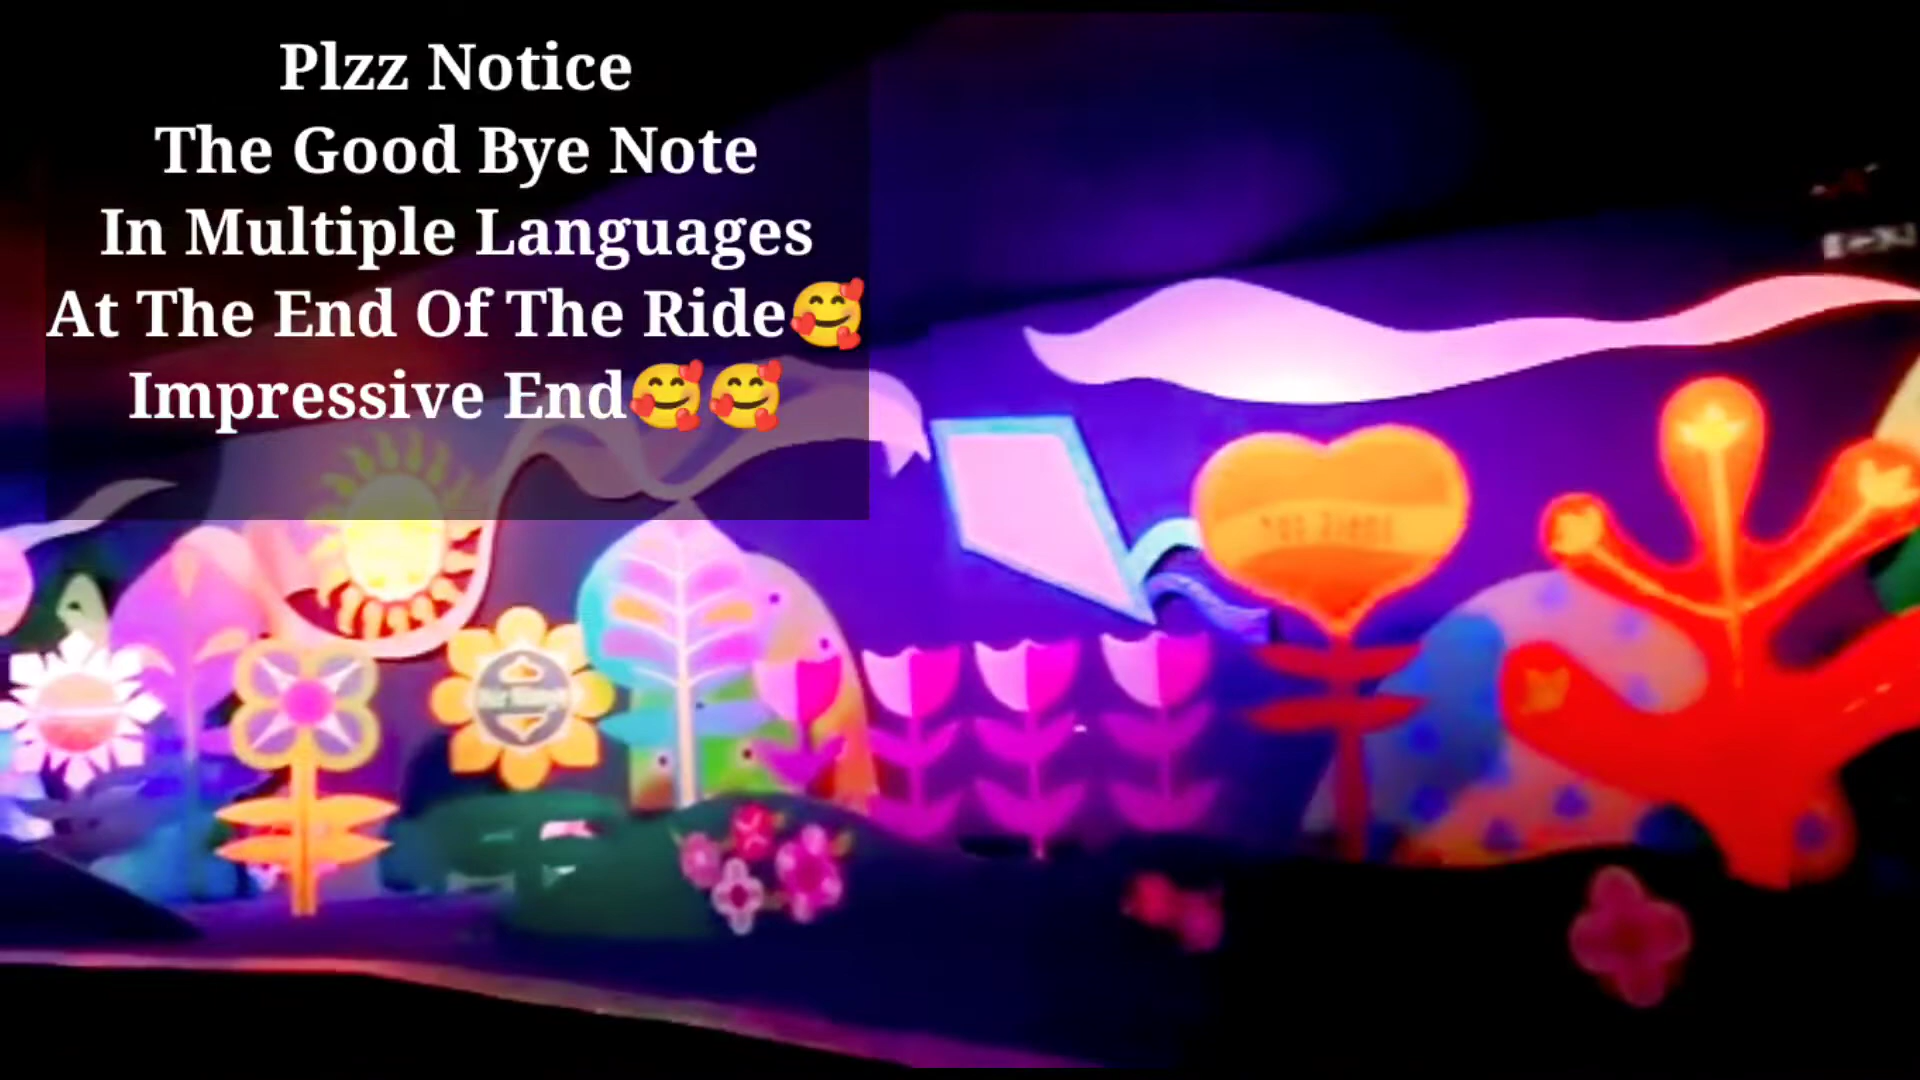 Plzz Notice
The Good Bye Note
In Multiple Languages
At The End Of The Ride🥰
Impressive End🥰🥰